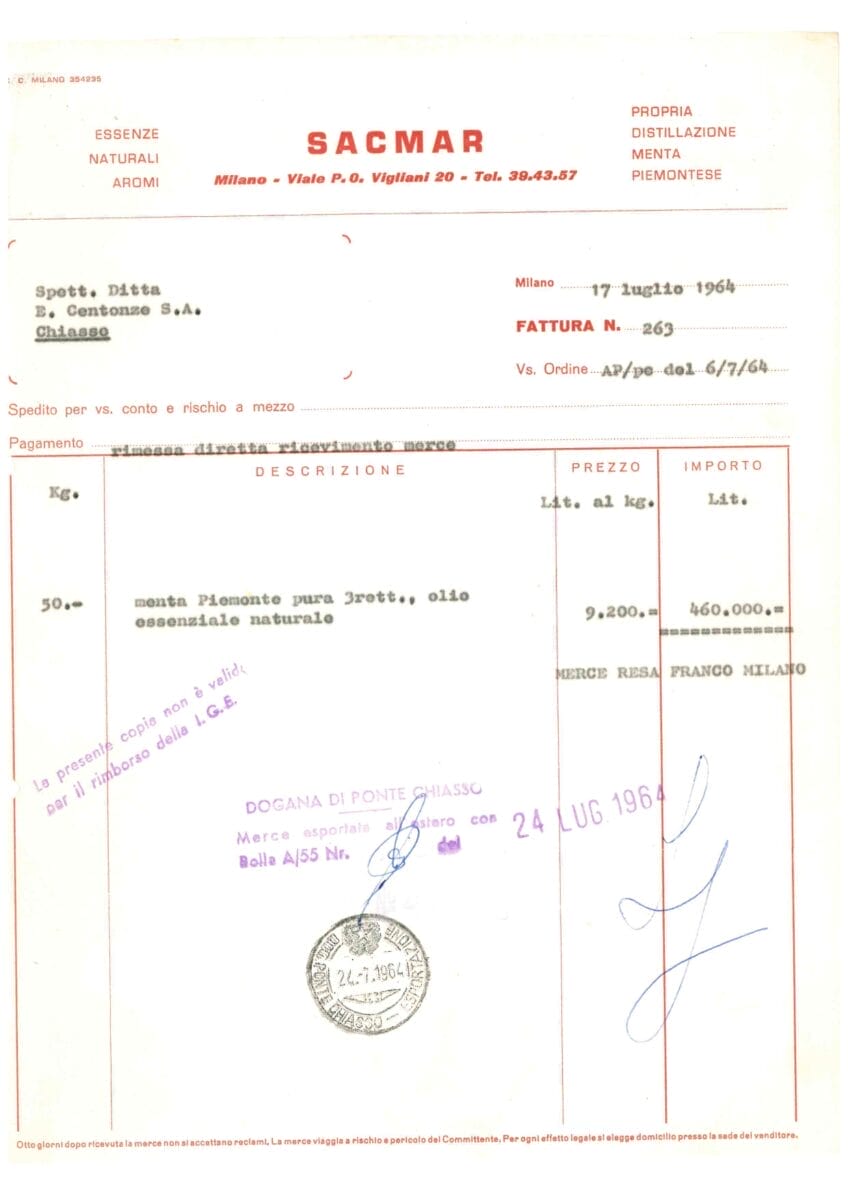 C. MILANO 354235
ESSENZE
NATURALI
AROMI
SACMAR
Milano - Viale P. O. Vigliani 20 - Tel. 39.43.57
PROPRIA
DISTILLAZIONE
MENTA
PIEMONTESE
Spett. Ditta
E. Centonze S.A.
Chiasso
Milano 17 luglio 1964
FATTURA N. 263
Vs. Ordine AP/pe del 6/7/64
Spedito per vs. conto e rischio a mezzo
Pagamento rimessa diretta ricevimento merce
DESCRIZIONE PREZZO IMPORTO
Kg. Lit. al kg. Lit.
50.- menta Piemonte pura 3rett., olio
essenziale naturale 9.200.= 460.000.=
MERCE RESA FRANCO MILANO
La presente copia non è valida
per il rimborso della I.G.E.
DOGANA DI PONTE CHIASSO
Merce esportata all'estero con
Bolla A/55 Nr. del
24 LUG 1964
DOG. PONTE CHIASSO - ESPORTAZIONE
24.-7.1964
Otto giorni dopo ricevuta la merce non si accettano reclami. La merce viaggia a rischio e pericolo del Committente. Per ogni effetto legale si elegge domicilio presso la sede del venditore.